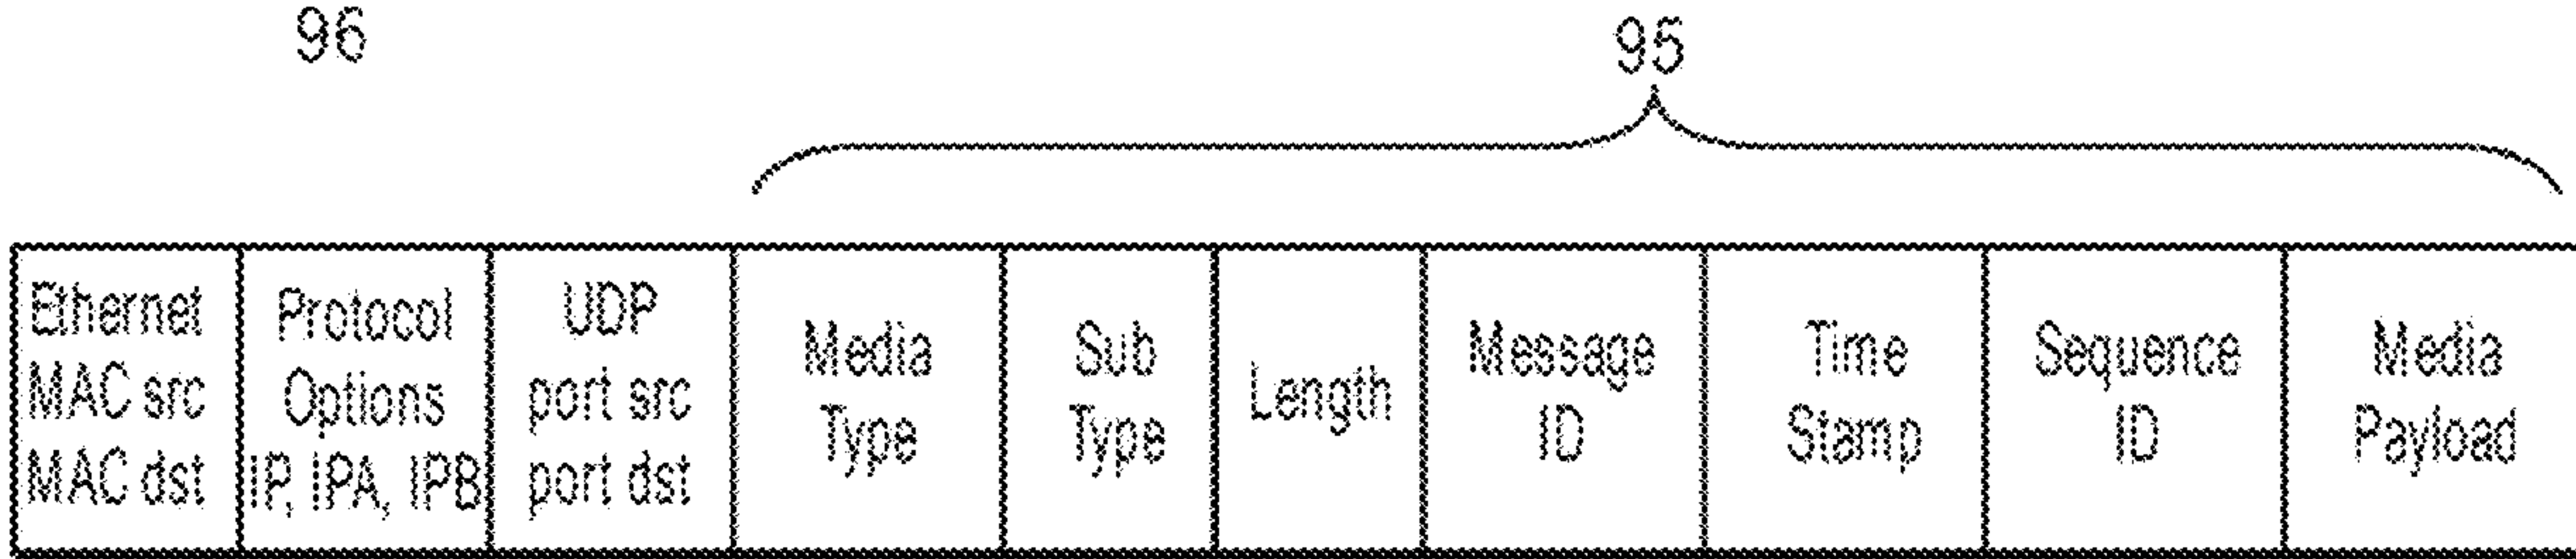 96
95
Ethernet
MAC src
MAC dst
Protocol
Options
IP, IPA, IPB
UDP
port src
port dst
Media
Type
Sub
Type
Length
Message
ID
Time
Stamp
Sequence
ID
Media
Payload